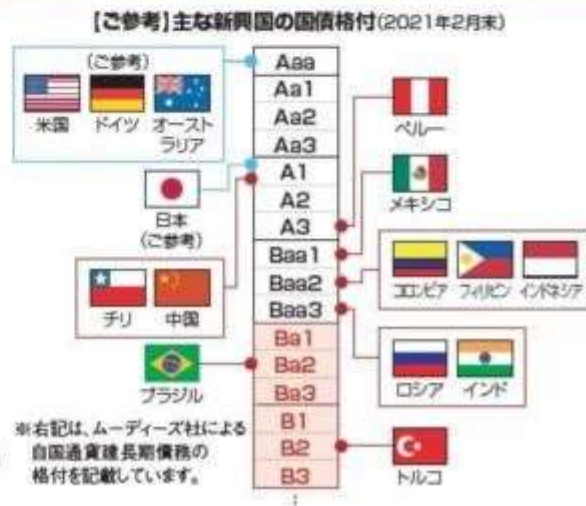 【ご参考】主な新興国の国債格付(2021年2月末)
(ご参考)
米国 ドイツ オースト
ラリア
日本
(ご参考)
チリ 中国
ブラジル
※右記は、ムーディーズ社による
自国通貨建長期債務の
格付を記載しています。
Aaa
Aa1
Aa2
Aa3
A1
A2
A3
Baa1
Baa2
Baa3
Ba1
Ba2
Ba3
B1
B2
B3
ペルー
メキシコ
コロンビア フィリピン インドネシア
ロシア インド
トルコ